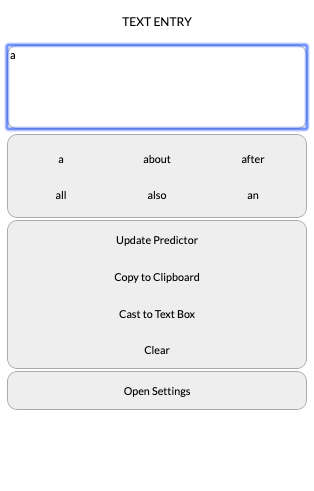 TEXT ENTRY
a
a about after
all also an
Update Predictor
Copy to Clipboard
Cast to Text Box
Clear
Open Settings